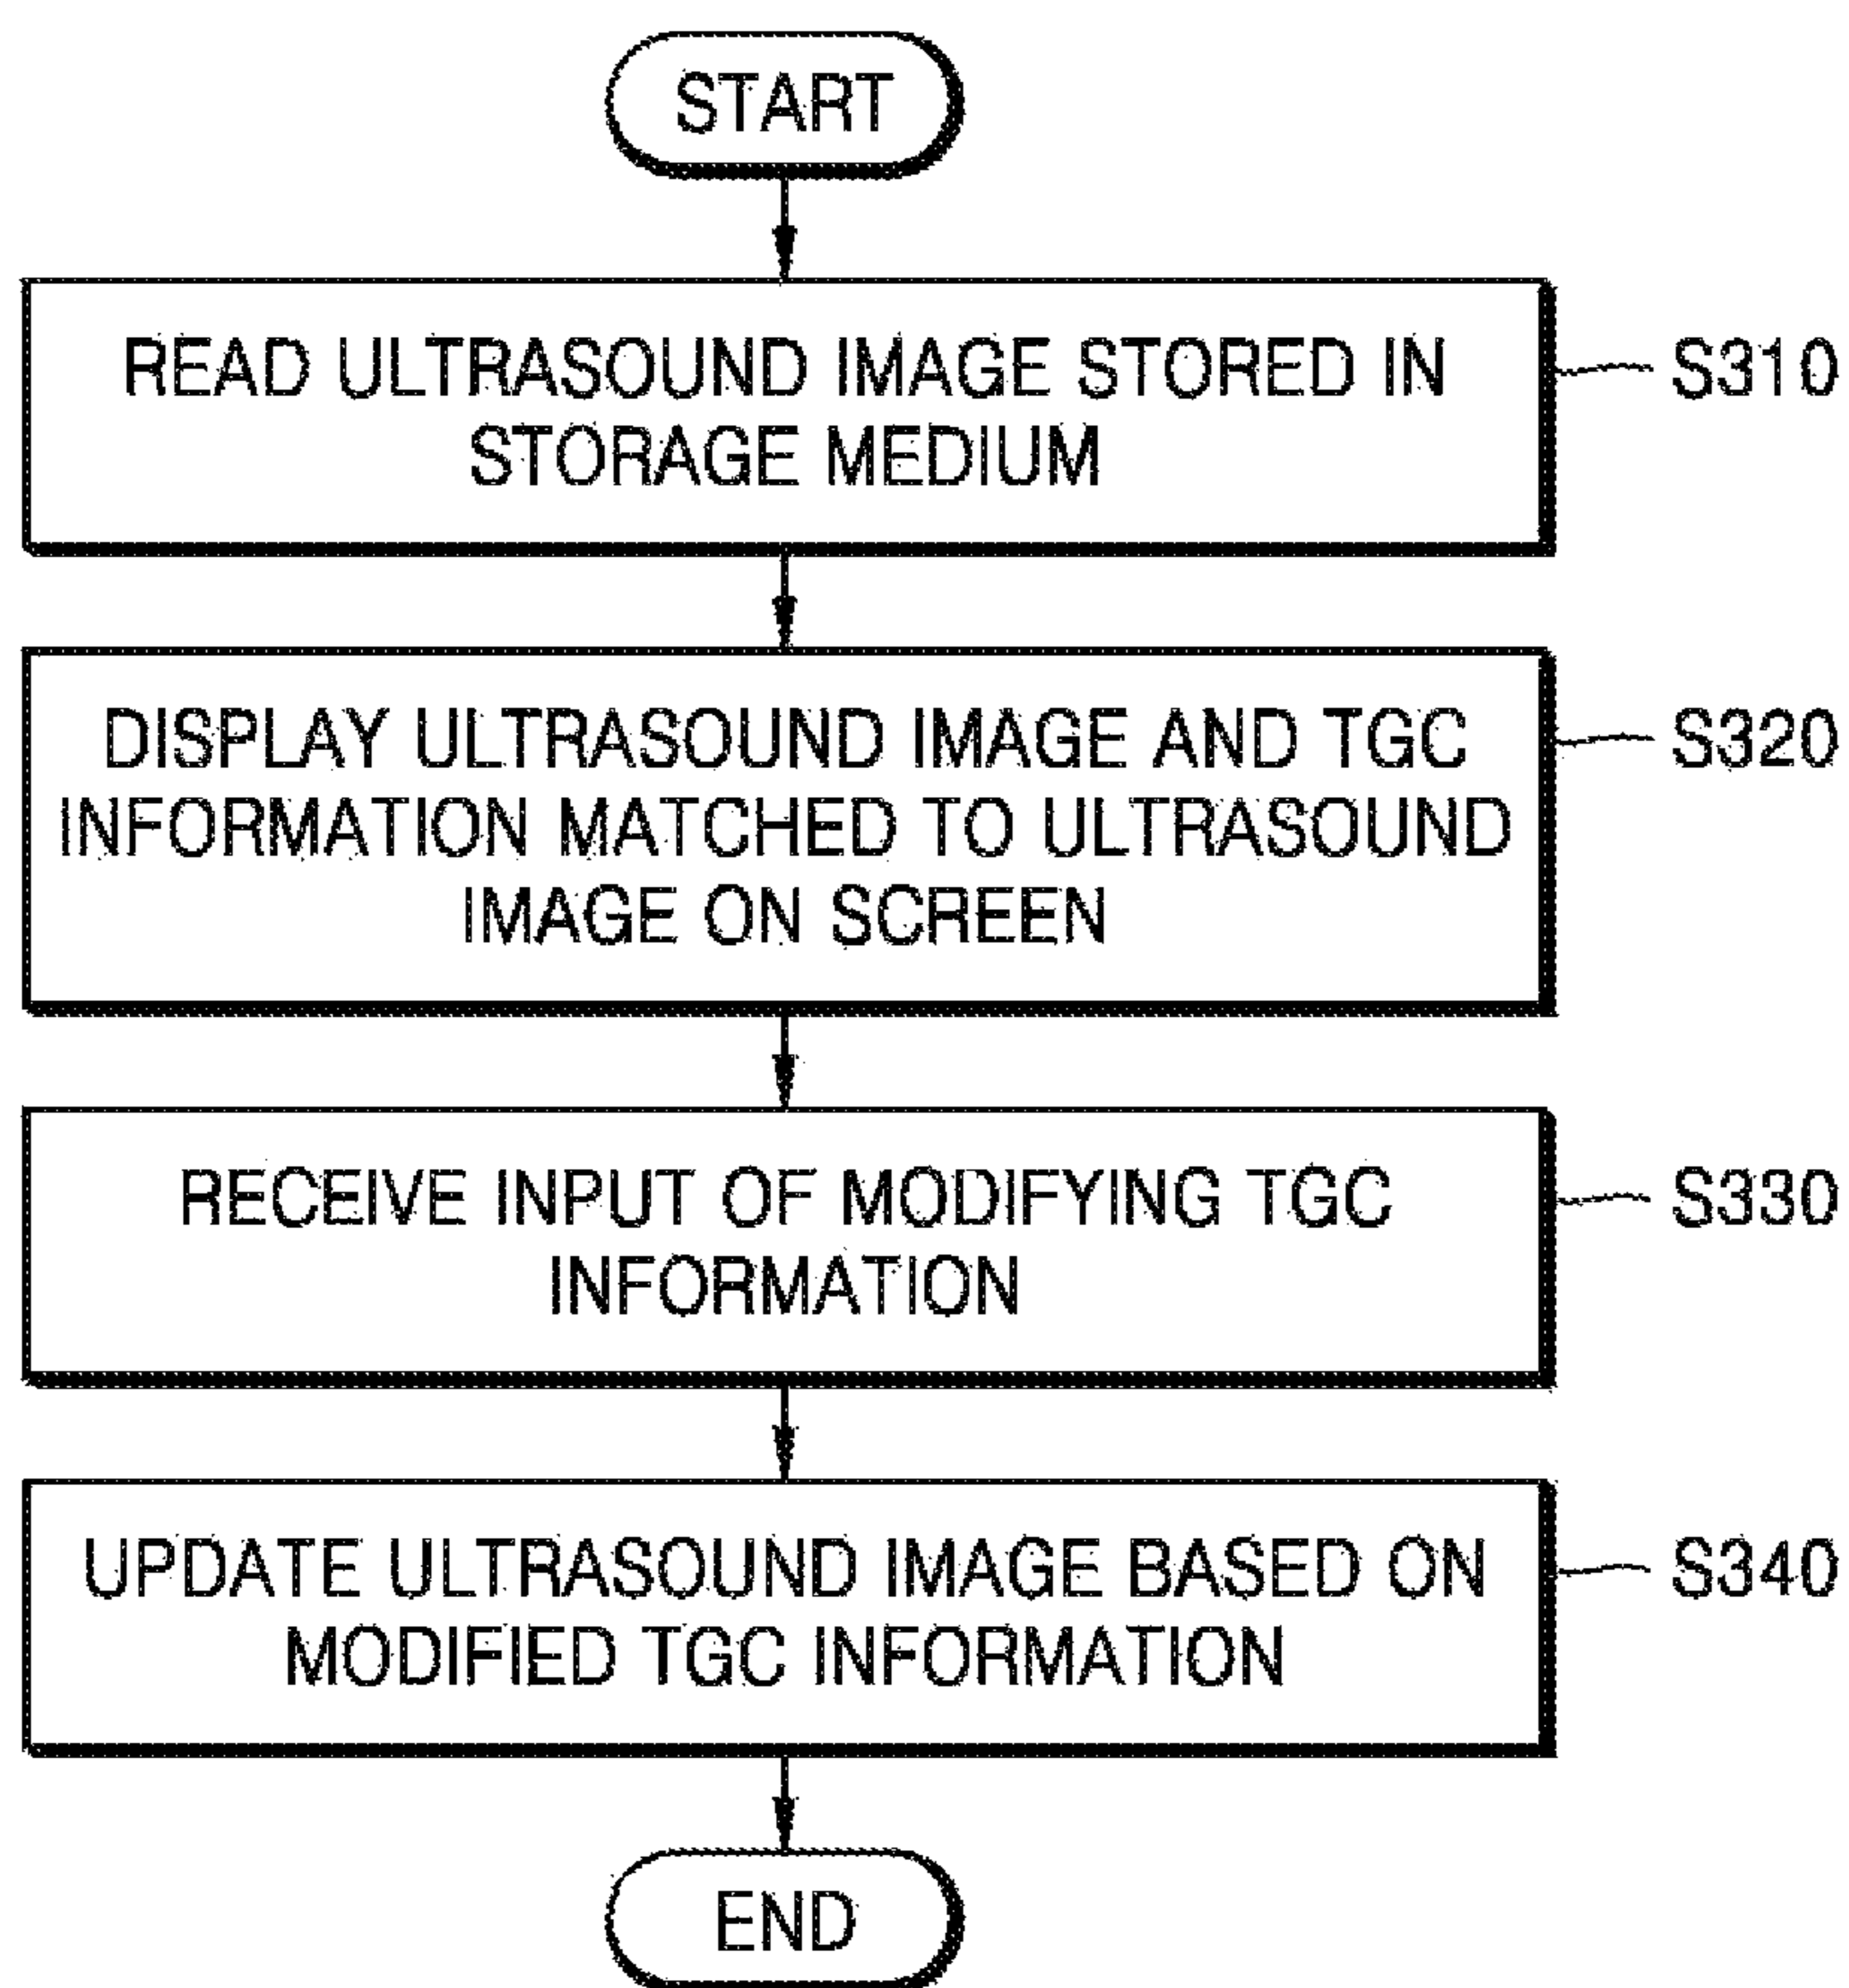 START
READ ULTRASOUND IMAGE STORED IN
STORAGE MEDIUM
S310
DISPLAY ULTRASOUND IMAGE AND TGC
INFORMATION MATCHED TO ULTRASOUND
IMAGE ON SCREEN
S320
RECEIVE INPUT OF MODIFYING TGC
INFORMATION
S330
UPDATE ULTRASOUND IMAGE BASED ON
MODIFIED TGC INFORMATION
S340
END